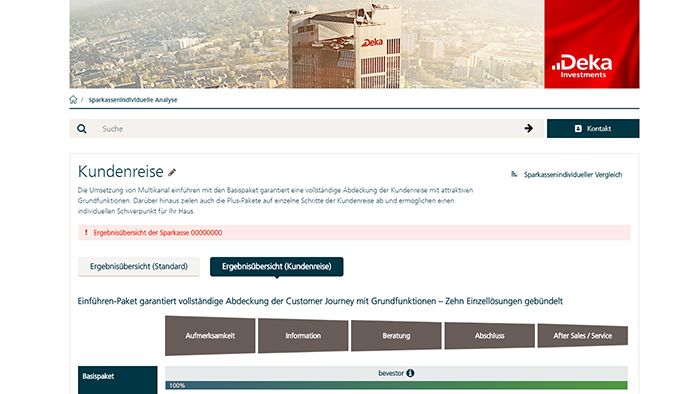 Deka
Deka
Investments
/ Sparkassenindividuelle Analyse
Suche
Kontakt
Kundenreise
Sparkassenindividueller Vergleich
Die Umsetzung von Multikanal einführen mit den Basispaket garantiert eine vollständige Abdeckung der Kundenreise mit attraktiven
Grundfunktionen. Darüber hinaus zielen auch die Plus-Pakete auf einzelne Schritte der Kundenreise ab und ermöglichen einen
individuellen Schwerpunkt für Ihr Haus.
! Ergebnisübersicht der Sparkasse 00000000
Ergebnisübersicht (Standard)
Ergebnisübersicht (Kundenreise)
Einführen-Paket garantiert vollständige Abdeckung der Customer Journey mit Grundfunktionen – Zehn Einzellösungen gebündelt
Aufmerksamkeit
Information
Beratung
Abschluss
After Sales / Service
Basispaket
bevestor
100%